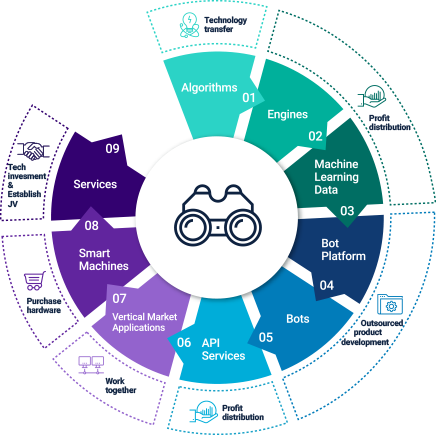 Technology
transfer
Algorithms
01
Engines
02
Profit
distribution
Machine
Learning
Data
03
Bot
Platform
04
Outsourced
product
development
Bots
05
API
Services
06
Profit
distribution
Vertical Market
Applications
07
Work
together
Smart
Machines
08
Purchase
hardware
Services
09
Tech
invesment
&
Establish
JV